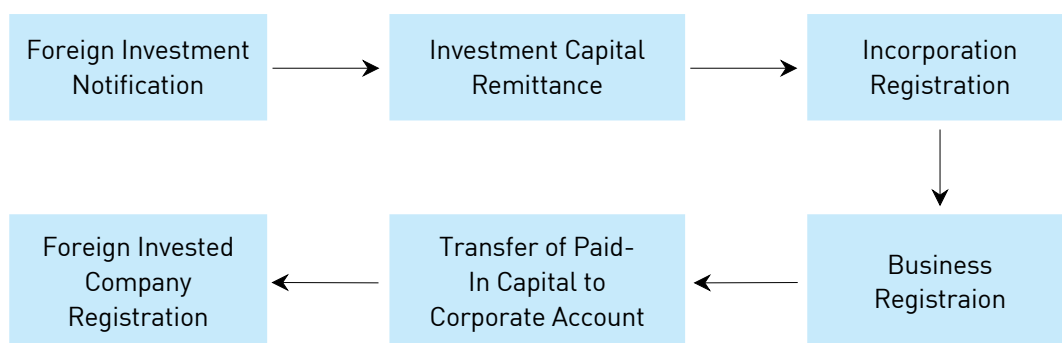 Foreign Investment
Notification
Investment Capital
Remittance
Incorporation
Registration
Business
Registraion
Transfer of Paid-
In Capital to
Corporate Account
Foreign Invested
Company
Registration